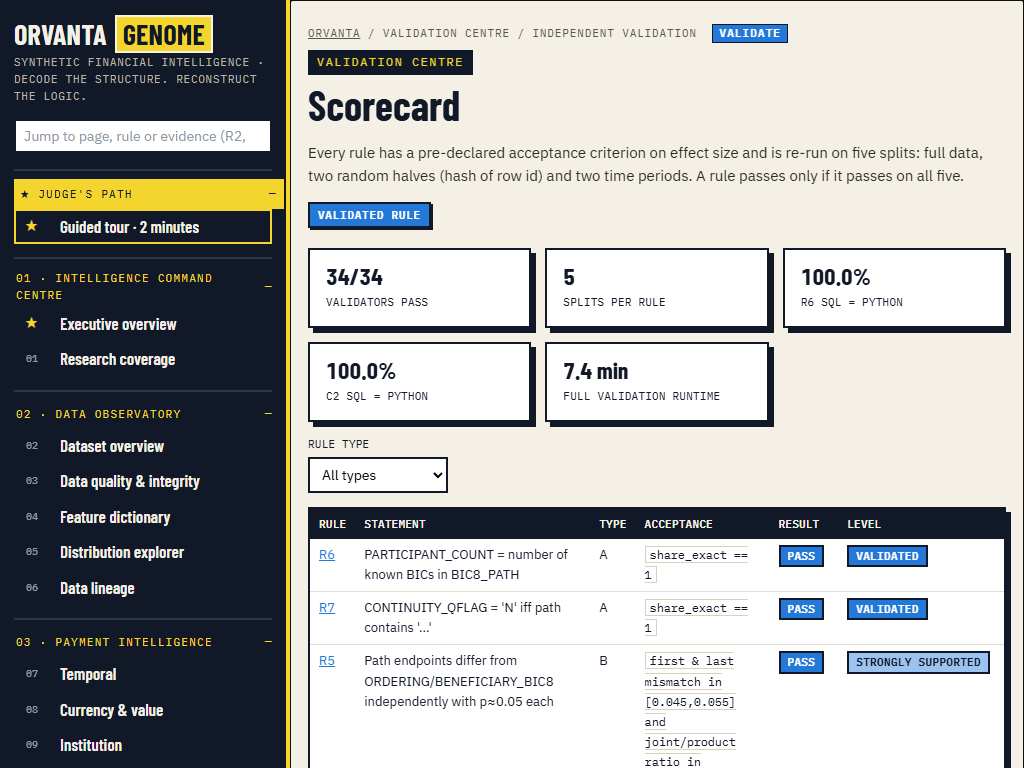 ORVANTA GENOME
SYNTHETIC FINANCIAL INTELLIGENCE ·
DECODE THE STRUCTURE. RECONSTRUCT
THE LOGIC.
Jump to page, rule or evidence (R2,
★ JUDGE'S PATH −
★ Guided tour · 2 minutes
01 · INTELLIGENCE COMMAND
CENTRE −
★ Executive overview
01 Research coverage
02 · DATA OBSERVATORY −
02 Dataset overview
03 Data quality & integrity
04 Feature dictionary
05 Distribution explorer
06 Data lineage
03 · PAYMENT INTELLIGENCE −
07 Temporal
08 Currency & value
09 Institution
ORVANTA / VALIDATION CENTRE / INDEPENDENT VALIDATION VALIDATE
VALIDATION CENTRE
Scorecard
Every rule has a pre-declared acceptance criterion on effect size and is re-run on five splits: full data,
two random halves (hash of row id) and two time periods. A rule passes only if it passes on all five.
VALIDATED RULE
34/34
VALIDATORS PASS
5
SPLITS PER RULE
100.0%
R6 SQL = PYTHON
100.0%
C2 SQL = PYTHON
7.4 min
FULL VALIDATION RUNTIME
RULE TYPE
All types
RULE STATEMENT TYPE ACCEPTANCE RESULT LEVEL
R6 PARTICIPANT_COUNT = number of A share_exact == PASS VALIDATED
known BICs in BIC8_PATH 1
R7 CONTINUITY_QFLAG = 'N' iff path A share_exact == PASS VALIDATED
contains '...' 1
R5 Path endpoints differ from B first & last PASS STRONGLY SUPPORTED
ORDERING/BENEFICIARY_BIC8 mismatch in
independently with p≈0.05 each [0.045,0.055]
and
joint/product
ratio in